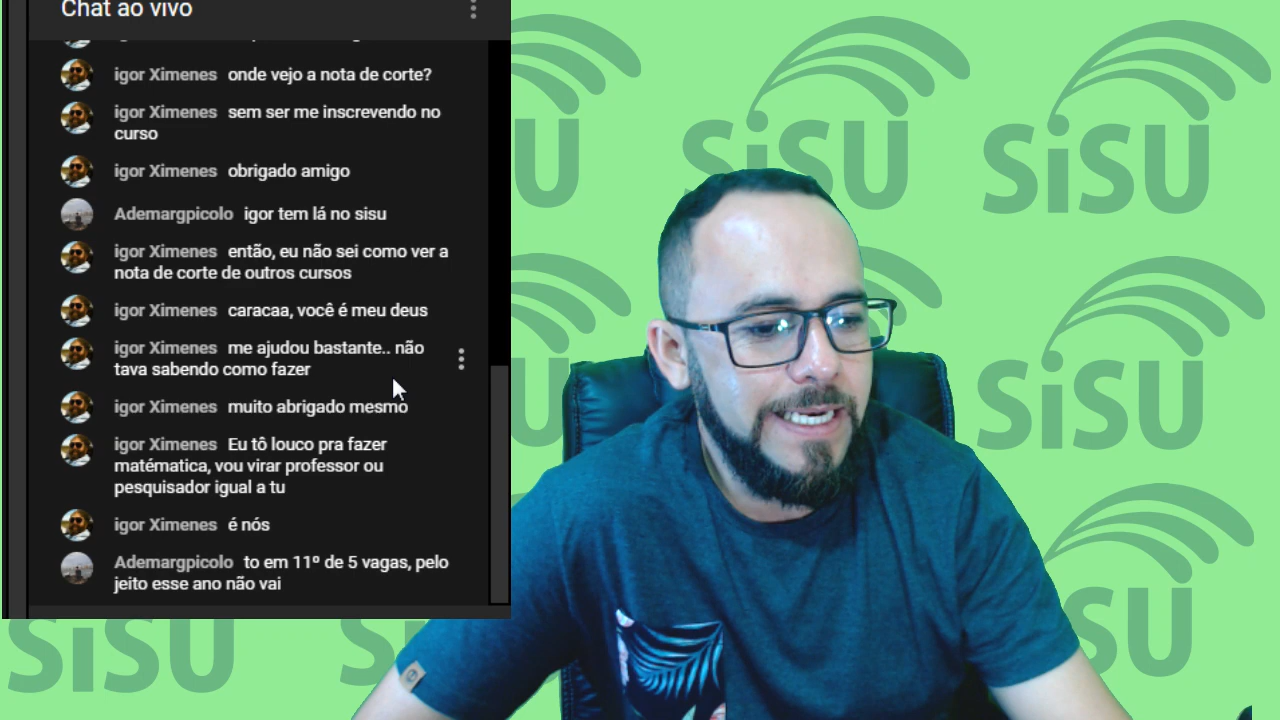 Chat ao vivo
igor Ximenes onde vejo a nota de corte?
igor Ximenes sem ser me inscrevendo no
curso
igor Ximenes obrigado amigo
Ademargpicolo igor tem lá no sisu
igor Ximenes então, eu não sei como ver a
nota de corte de outros cursos
igor Ximenes caracaa, você é meu deus
igor Ximenes me ajudou bastante.. não
tava sabendo como fazer
igor Ximenes muito abrigado mesmo
igor Ximenes Eu tô louco pra fazer
matématica, vou virar professor ou
pesquisador igual a tu
igor Ximenes é nós
Ademargpicolo to em 11º de 5 vagas, pelo
jeito esse ano não vai
SiSU
SiSU
SiSU
SiSU